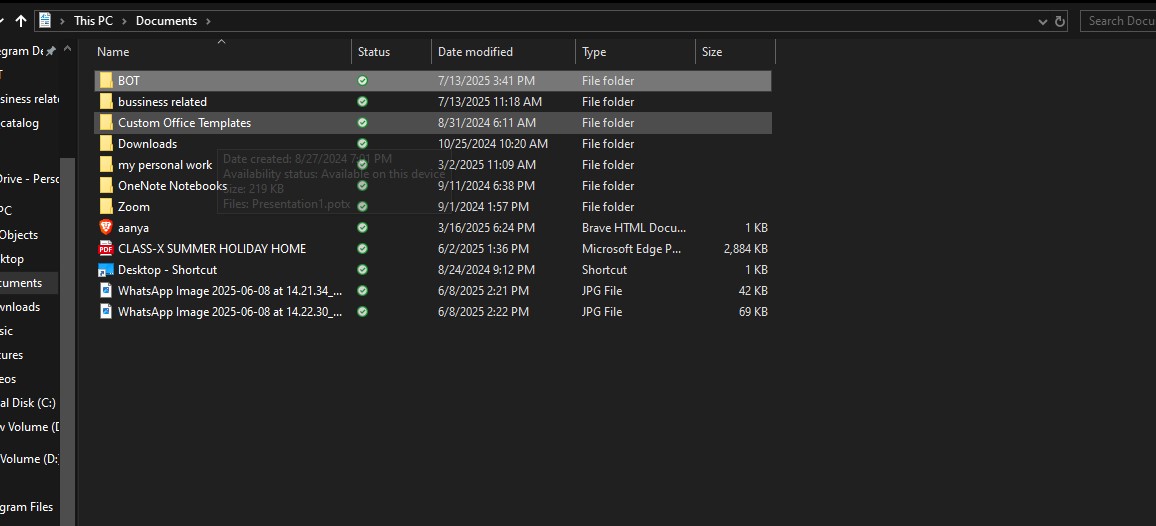 This PC > Documents >
Search Docu
Name Status Date modified Type Size
BOT 7/13/2025 3:41 PM File folder
bussiness related 7/13/2025 11:18 AM File folder
Custom Office Templates 8/31/2024 6:11 AM File folder
Downloads 10/25/2024 10:20 AM File folder
my personal work 3/2/2025 11:09 AM File folder
OneNote Notebooks 9/11/2024 6:38 PM File folder
Zoom 9/1/2024 1:57 PM File folder
aanya 3/16/2025 6:24 PM Brave HTML Docu... 1 KB
CLASS-X SUMMER HOLIDAY HOME 6/2/2025 1:36 PM Microsoft Edge P... 2,884 KB
Desktop - Shortcut 8/24/2024 9:12 PM Shortcut 1 KB
WhatsApp Image 2025-06-08 at 14.21.34_... 6/8/2025 2:21 PM JPG File 42 KB
WhatsApp Image 2025-06-08 at 14.22.30_... 6/8/2025 2:22 PM JPG File 69 KB
Date created: 8/27/2024 PM
Availability status: Available on this device
Size: 219 KB
Files: Presentation1.potx
egram De
T
siness relate
catalog
Drive - Perso
PC
Objects
ktop
cuments
wnloads
sic
tures
eos
al Disk (C:)
w Volume (D
Volume (D:)
gram Files
PDF